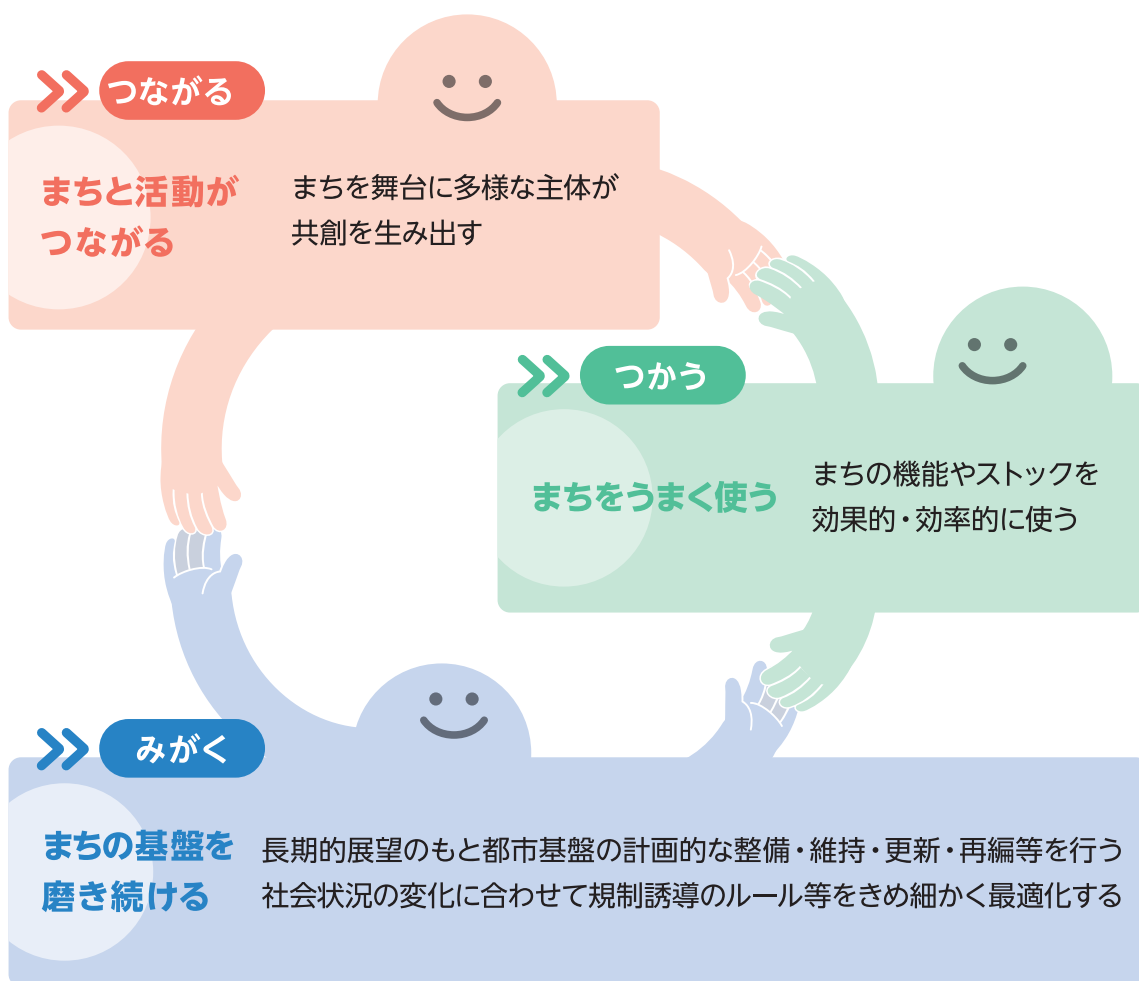 つながる
まちと活動が
つながる
まちを舞台に多様な主体が
共創を生み出す
つかう
まちをうまく使う
まちの機能やストックを
効果的・効率的に使う
みがく
まちの基盤を
磨き続ける
長期的展望のもと都市基盤の計画的な整備・維持・更新・再編等を行う
社会状況の変化に合わせて規制誘導のルール等をきめ細かく最適化する